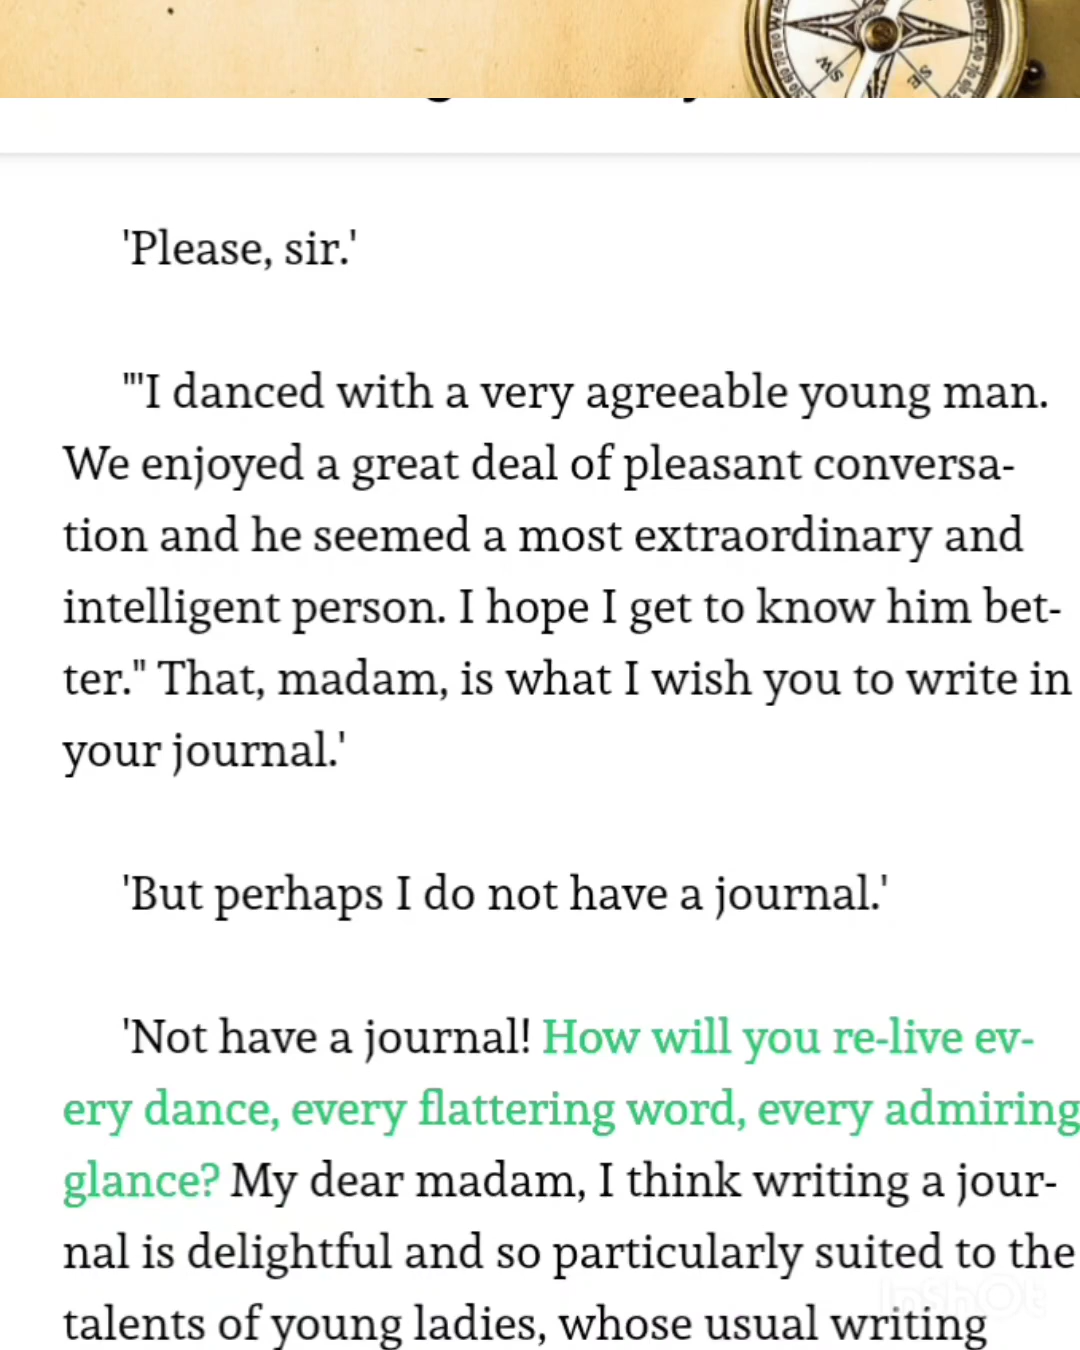 SW
SE
'Please, sir.'
"'I danced with a very agreeable young man.
We enjoyed a great deal of pleasant conversa-
tion and he seemed a most extraordinary and
intelligent person. I hope I get to know him bet-
ter." That, madam, is what I wish you to write in
your journal.'
'But perhaps I do not have a journal.'
'Not have a journal! How will you re-live ev-
ery dance, every flattering word, every admiring
glance? My dear madam, I think writing a jour-
nal is delightful and so particularly suited to the
talents of young ladies, whose usual writing
InShOt